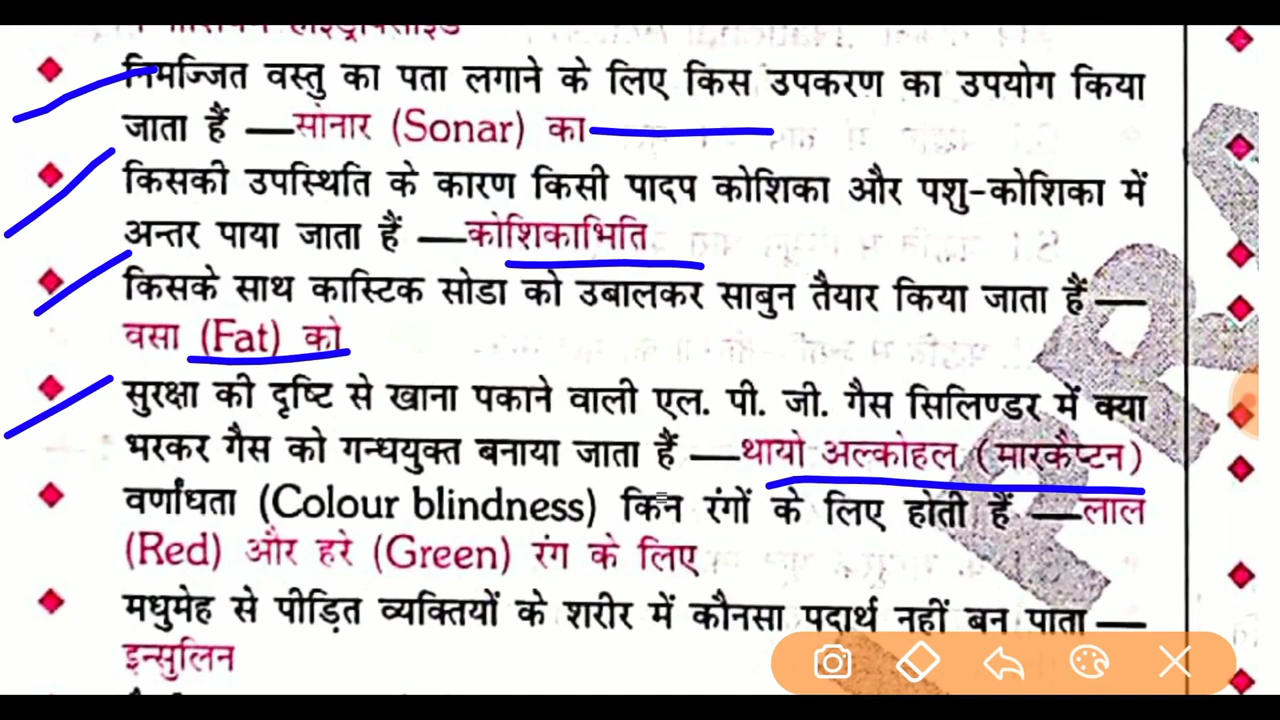 निमज्जित वस्तु का पता लगाने के लिए किस उपकरण का उपयोग किया
जाता हैं —सोनार (Sonar) का
किसकी उपस्थिति के कारण किसी पादप कोशिका और पशु-कोशिका में
अन्तर पाया जाता हैं —कोशिकाभिति
किसके साथ कास्टिक सोडा को उबालकर साबुन तैयार किया जाता हैं —
वसा (Fat) को
सुरक्षा की दृष्टि से खाना पकाने वाली एल. पी. जी. गैस सिलिण्डर में क्या
भरकर गैस को गन्धयुक्त बनाया जाता हैं —थायो अल्कोहल (मारकैप्टन)
वर्णांधता (Colour blindness) किन रंगों के लिए होती हैं —लाल
(Red) और हरे (Green) रंग के लिए
मधुमेह से पीड़ित व्यक्तियों के शरीर में कौनसा पदार्थ नहीं बन पाता —
इन्सुलिन